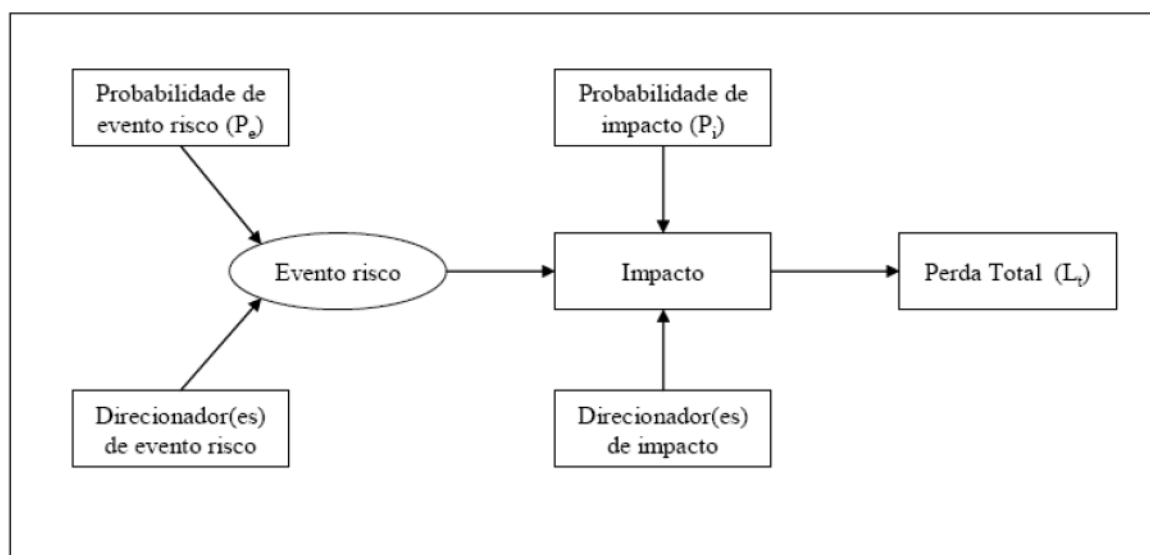 Probabilidade de
evento risco (Pₑ)
Probabilidade de
impacto (Pᵢ)
Evento risco
Impacto
Perda Total (Lₜ)
Direcionador(es)
de evento risco
Direcionador(es)
de impacto